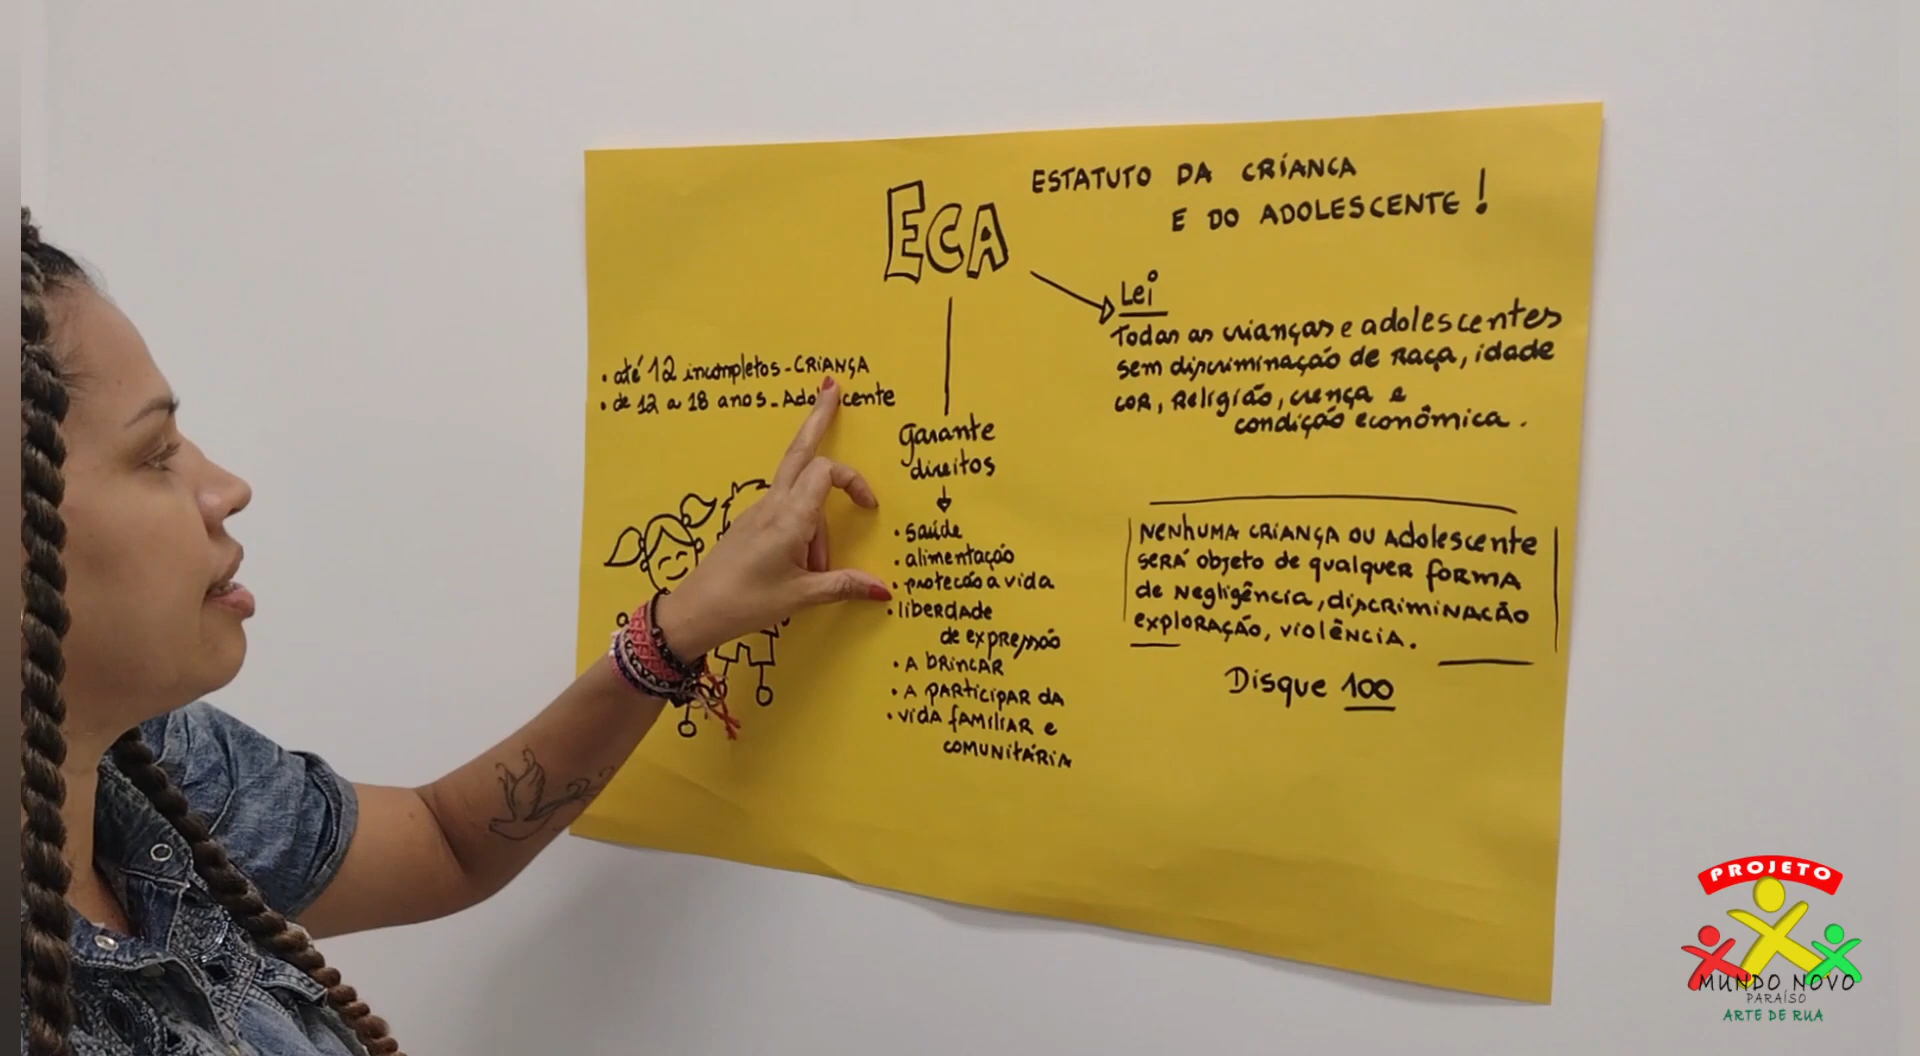 ESTATUTO DA CRIANCA
E DO ADOLESCENTE!
ECA
Lei
Todas as crianças e adolescentes
sem discriminação de Raça, idade
COR, Religião, crença e
condição econômica.
• até 12 incompletos - CRIANÇA
• de 12 a 18 anos - Adolescente
garante
direitos
• saúde
• alimentação
• protecão a vida
• liberdade
de expressão
• A brincar
• A participar da
• vida familiar e
comunitária
NENHUMA CRIANÇA OU Adolescente
SERÁ objeto de qualquer forma
de Negligência, discriminacão
exploração, violência.
Disque 100
PROJETO
MUNDO NOVO
PARAÍSO
ARTE DE RUA